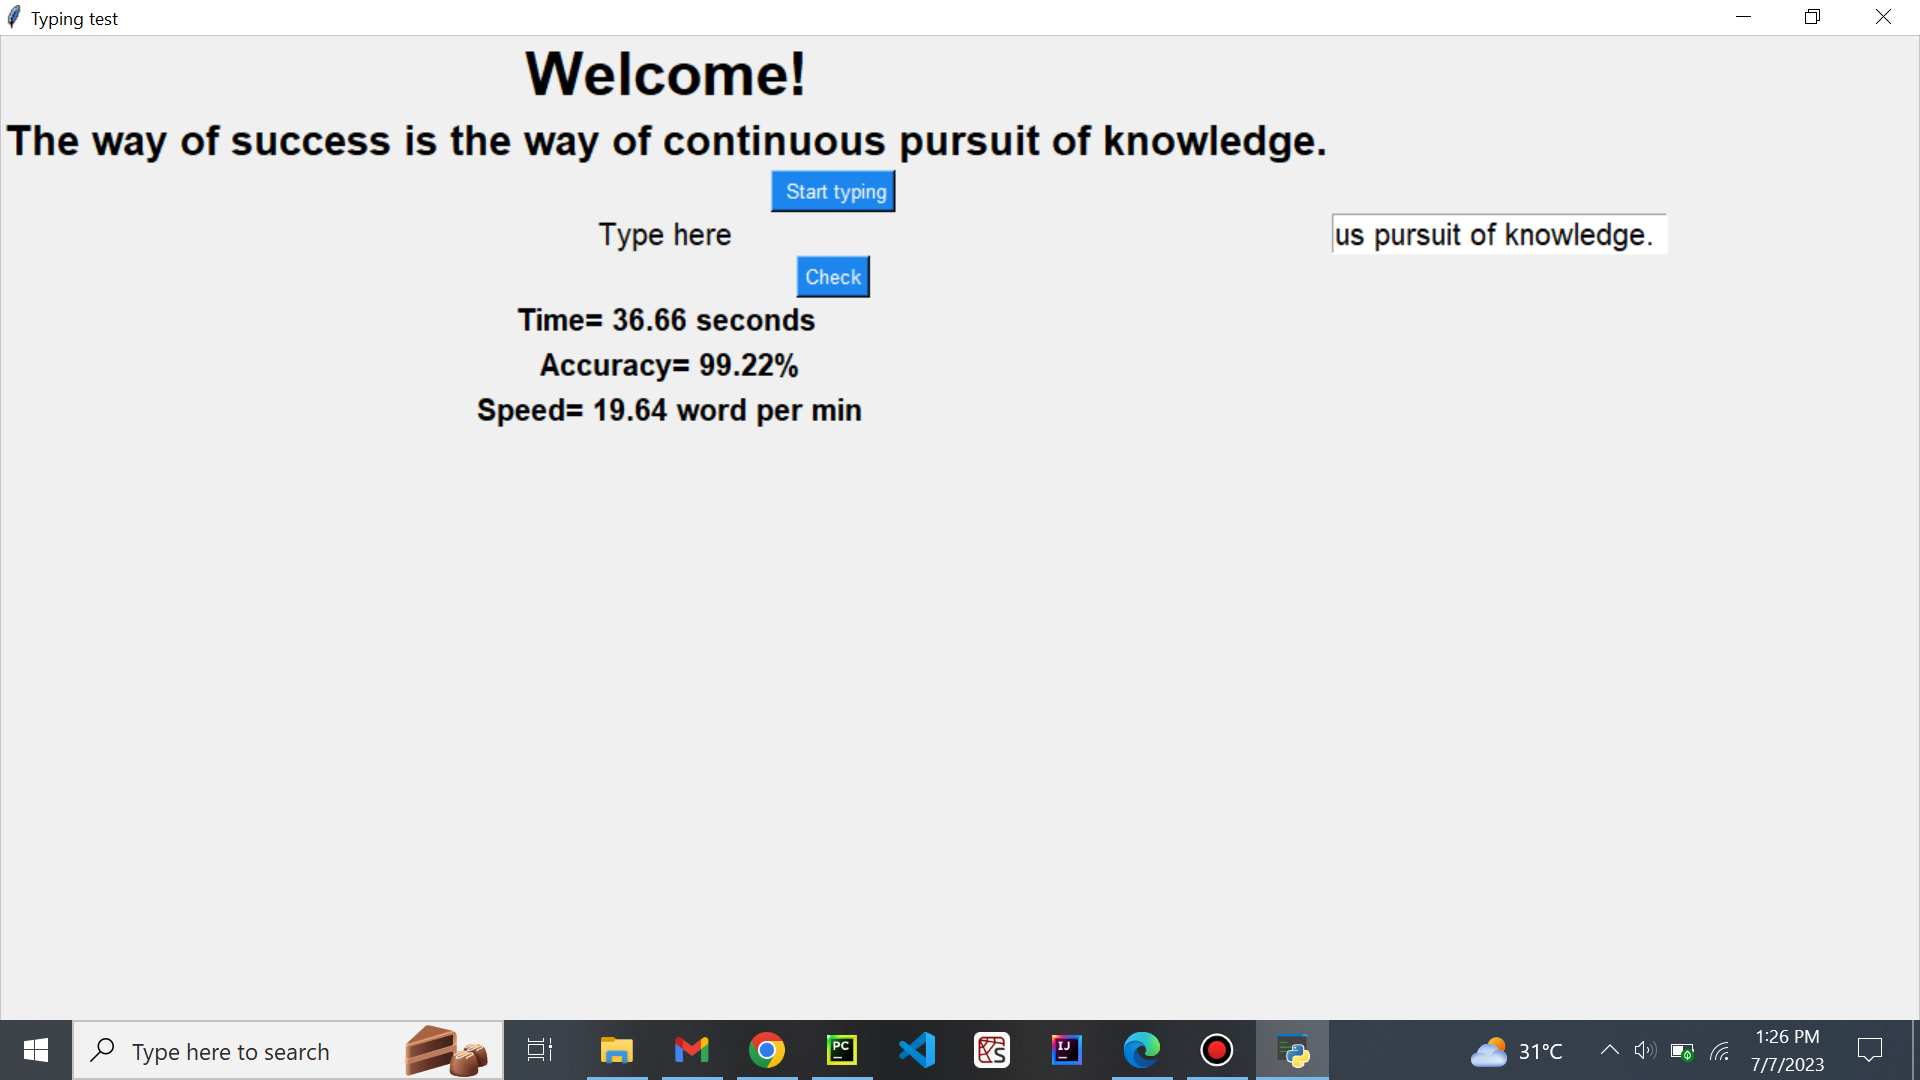 Typing test
Welcome!
The way of success is the way of continuous pursuit of knowledge.
Start typing
Type here us pursuit of knowledge.
Check
Time= 36.66 seconds
Accuracy= 99.22%
Speed= 19.64 word per min
Type here to search
PC
S
IJ
31°C
1:26 PM
7/7/2023